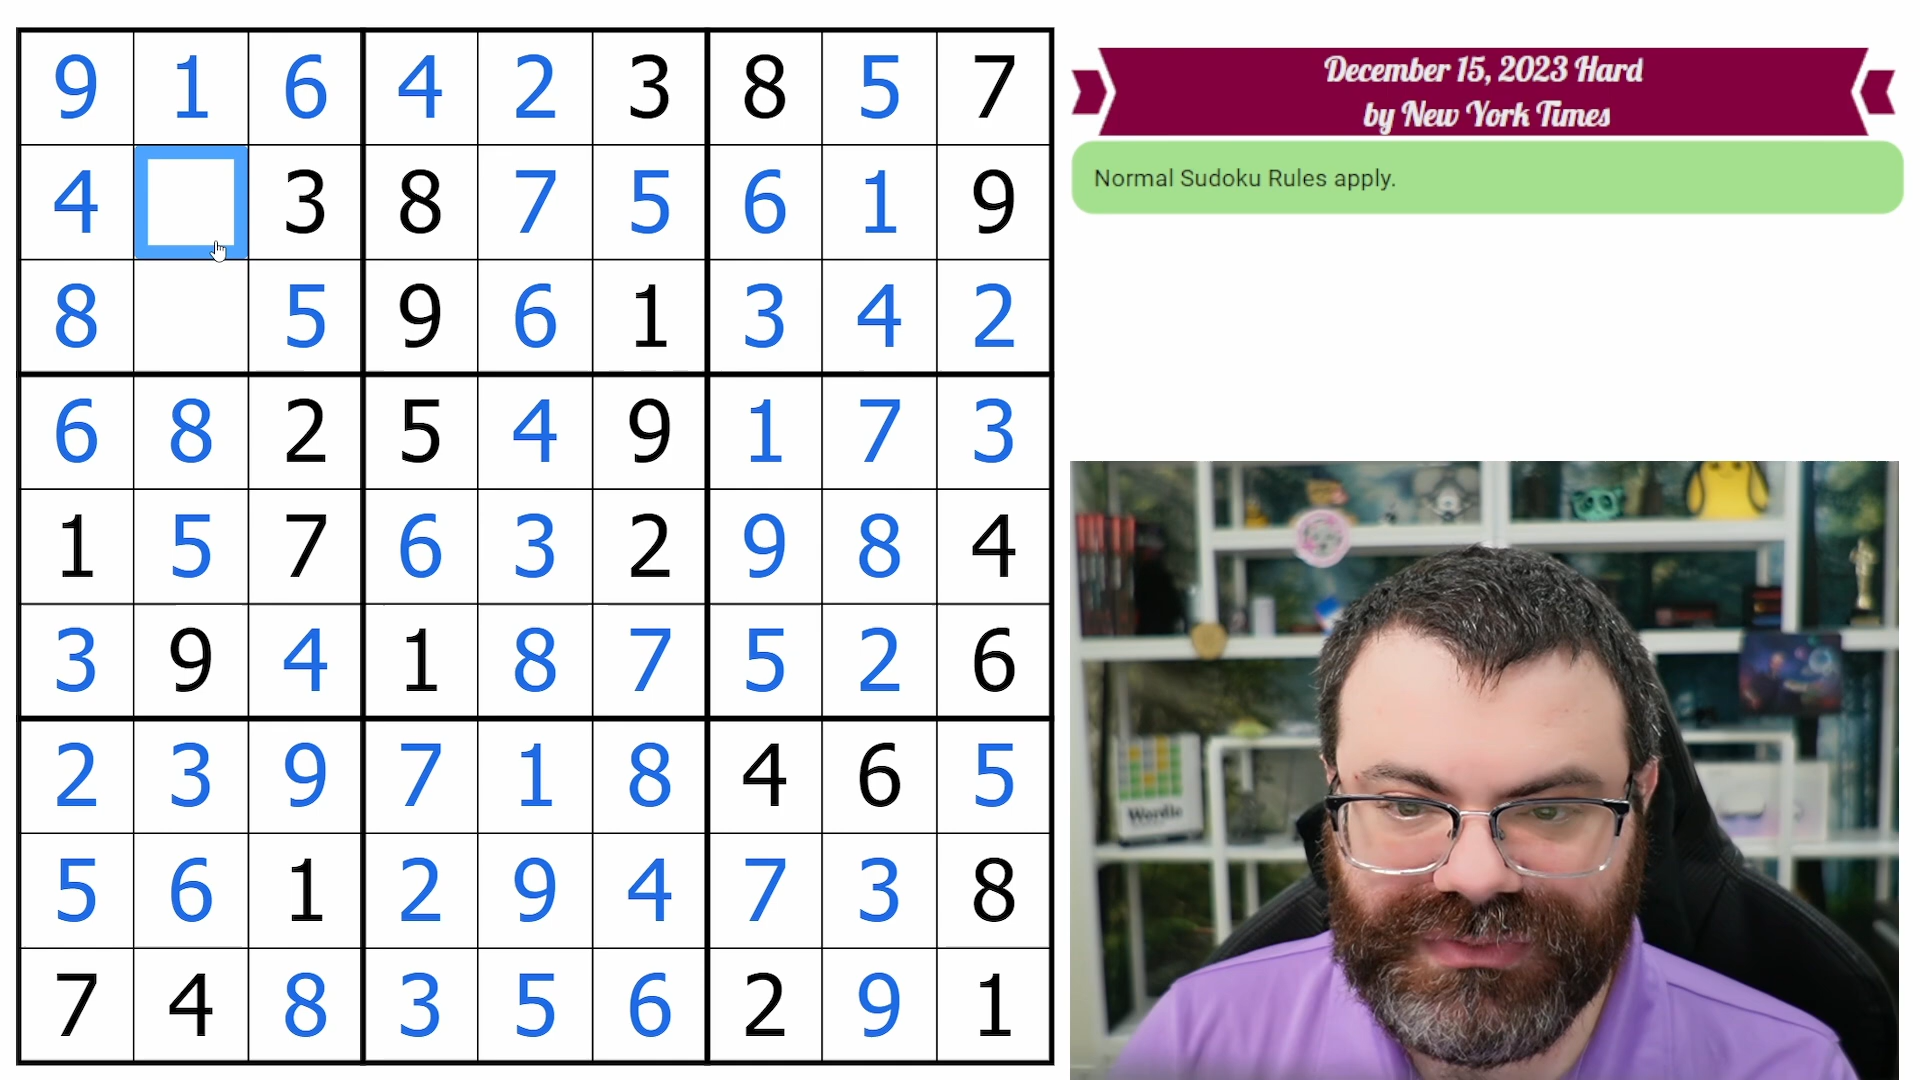 9 1 6 4 2 3 8 5 7
4 3 8 7 5 6 1 9
8 5 9 6 1 3 4 2
6 8 2 5 4 9 1 7 3
1 5 7 6 3 2 9 8 4
3 9 4 1 8 7 5 2 6
2 3 9 7 1 8 4 6 5
5 6 1 2 9 4 7 3 8
7 4 8 3 5 6 2 9 1
December 15, 2023 Hard
by New York Times
Normal Sudoku Rules apply.
Wordle